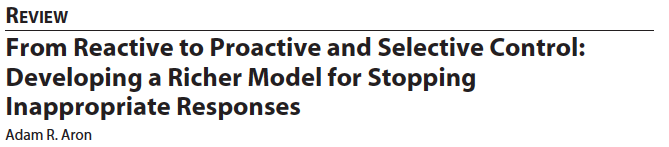 REVIEW
From Reactive to Proactive and Selective Control:
Developing a Richer Model for Stopping
Inappropriate Responses
Adam R. Aron